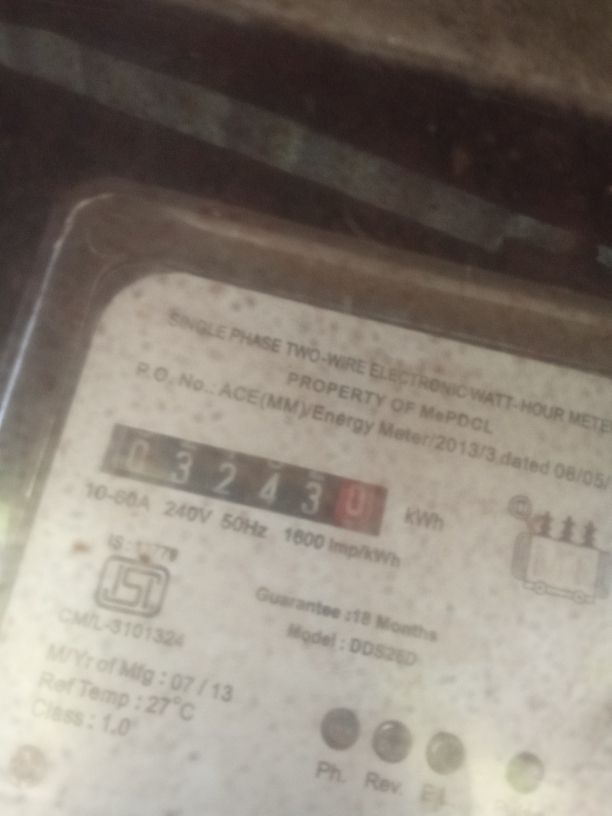 SINGLE PHASE TWO-WIRE ELECTRONIC WATT-HOUR METER
PROPERTY OF MePDCL
P.O. No.: ACE(MM)/Energy Meter/2013/3 dated 08/05/
0 3 2 4 3 0 kWh
10-60A 240V 50Hz 1600 Imp/kWh
IS :
ISI
CM/L-3101324
Guarantee :18 Months
Model : DDS26D
M/Yr of Mfg : 07 / 13
Ref Temp : 27°C
Class : 1.0
Ph. Rev.